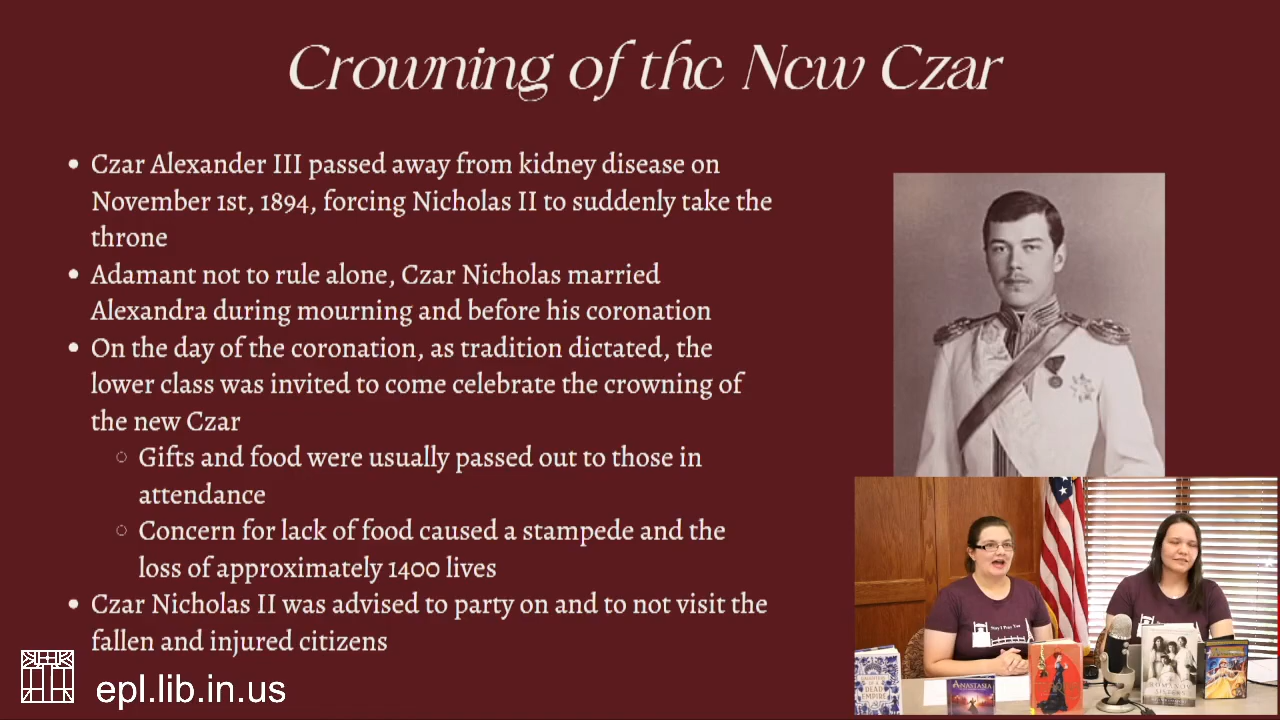 Crowning of the New Czar
• Czar Alexander III passed away from kidney disease on
November 1st, 1894, forcing Nicholas II to suddenly take the
throne
• Adamant not to rule alone, Czar Nicholas married
Alexandra during mourning and before his coronation
• On the day of the coronation, as tradition dictated, the
lower class was invited to come celebrate the crowning of
the new Czar
◦ Gifts and food were usually passed out to those in
attendance
◦ Concern for lack of food caused a stampede and the
loss of approximately 1400 lives
• Czar Nicholas II was advised to party on and to not visit the
fallen and injured citizens
epl.lib.in.us
DEAD
EMPIRE
ANASTASIA
ROMANOV
SISTERS